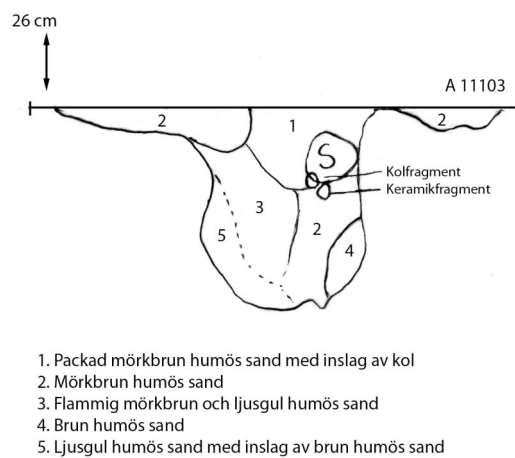 26 cm
A 11103
2
1
2
S
Kolfragment
Keramikfragment
3
2
5
4
1. Packad mörkbrun humös sand med inslag av kol
2. Mörkbrun humös sand
3. Flammig mörkbrun och ljusgul humös sand
4. Brun humös sand
5. Ljusgul humös sand med inslag av brun humös sand